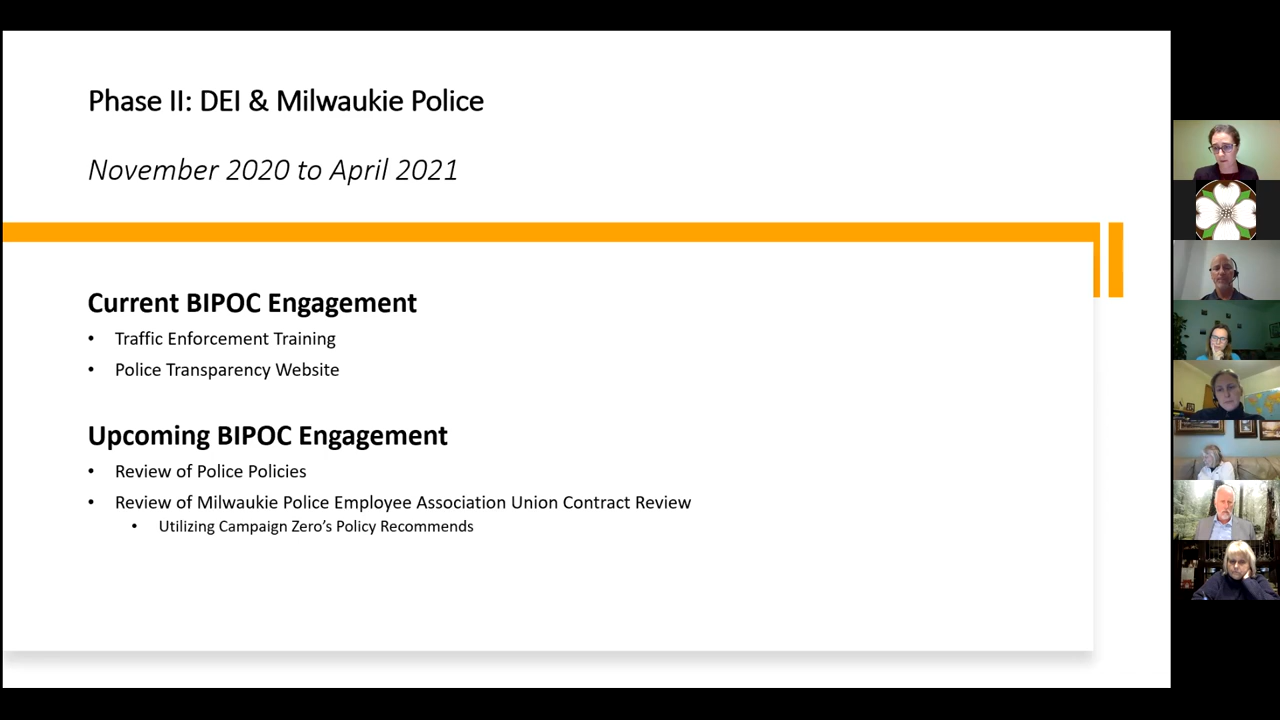 Phase II: DEI & Milwaukie Police
November 2020 to April 2021
Current BIPOC Engagement
• Traffic Enforcement Training
• Police Transparency Website
Upcoming BIPOC Engagement
• Review of Police Policies
• Review of Milwaukie Police Employee Association Union Contract Review
• Utilizing Campaign Zero’s Policy Recommends